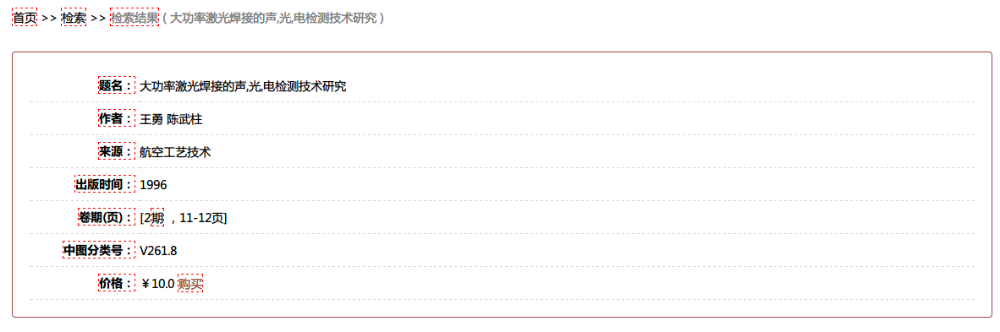 首页 >> 检索 >> 检索结果 ( 大功率激光焊接的声,光,电检测技术研究 )
题名： 大功率激光焊接的声,光,电检测技术研究
作者： 王勇 陈武柱
来源： 航空工艺技术
出版时间： 1996
卷期(页)： [2期 ，11-12页]
中图分类号： V261.8
价格： ￥10.0 购买